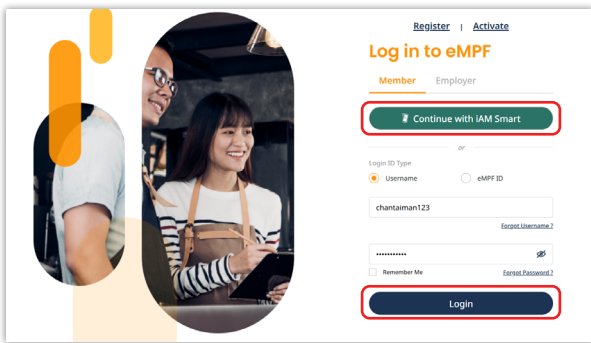 Register | Activate
Log in to eMPF
Member Employer
Continue with iAM Smart
or
Login ID Type
Username eMPF ID
chantaiman123
Forgot Username ?
•••••••••••
Remember Me Forgot Password ?
Login